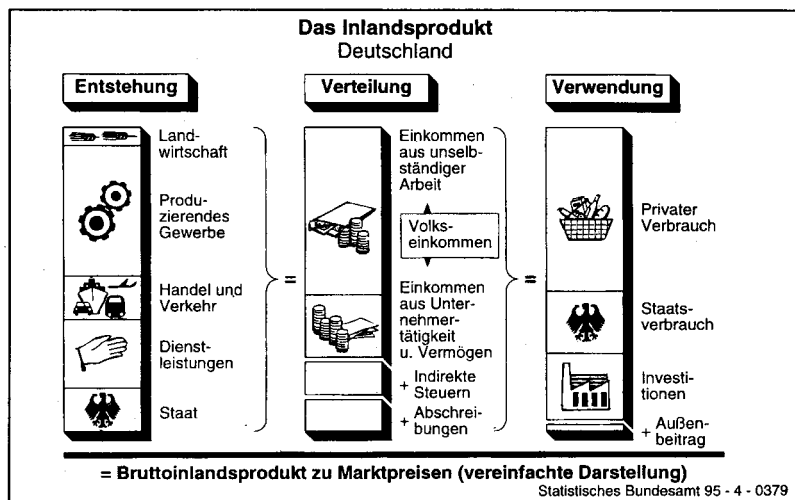 Das Inlandsprodukt
Deutschland
Entstehung
Land-
wirtschaft
Produ-
zierendes
Gewerbe
Handel und
Verkehr
Dienst-
leistungen
Staat
=
Verteilung
Einkommen
aus unselb-
ständiger
Arbeit
Volks-
einkommen
Einkommen
aus Unter-
nehmer-
tätigkeit
u. Vermögen
+ Indirekte
Steuern
+ Abschrei-
bungen
=
Verwendung
Privater
Verbrauch
Staats-
verbrauch
Investi-
tionen
+ Außen-
beitrag
= Bruttoinlandsprodukt zu Marktpreisen (vereinfachte Darstellung)
Statistisches Bundesamt 95 - 4 - 0379